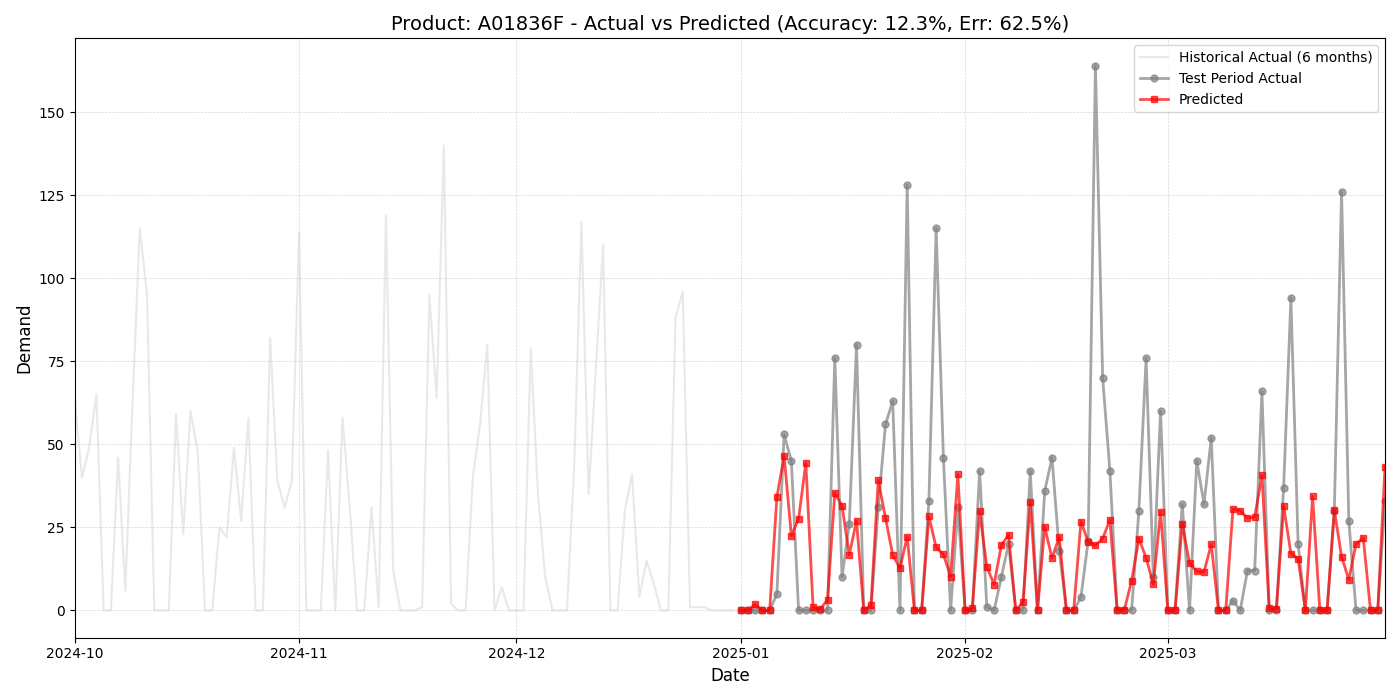 Product: A01836F - Actual vs Predicted (Accuracy: 12.3%, Err: 62.5%)
Historical Actual (6 months)
Test Period Actual
Predicted
Demand
150
125
100
75
50
25
0
2024-10
2024-11
2024-12
2025-01
2025-02
2025-03
Date